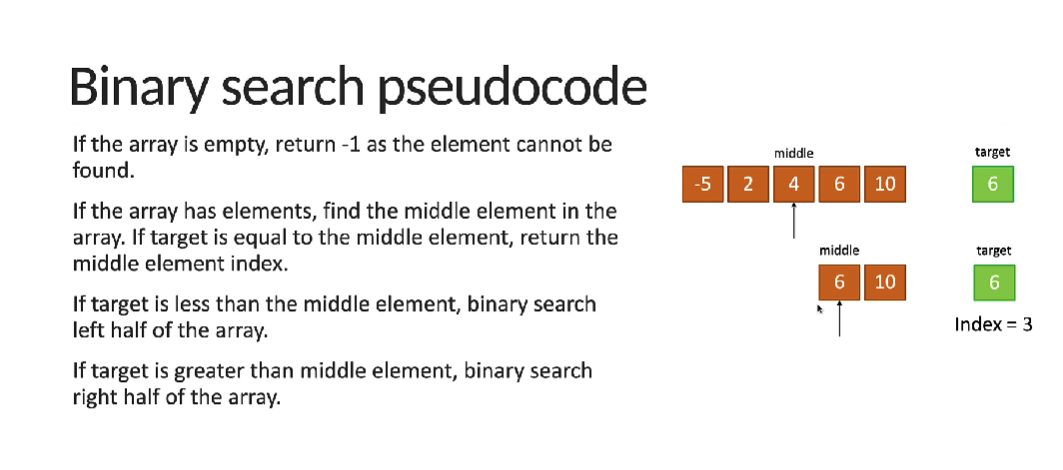 Binary search pseudocode
If the array is empty, return -1 as the element cannot be
found.
If the array has elements, find the middle element in the
array. If target is equal to the middle element, return the
middle element index.
If target is less than the middle element, binary search
left half of the array.
If target is greater than middle element, binary search
right half of the array.
middle
target
-5 2 4 6 10
6
middle
target
6 10
6
Index = 3